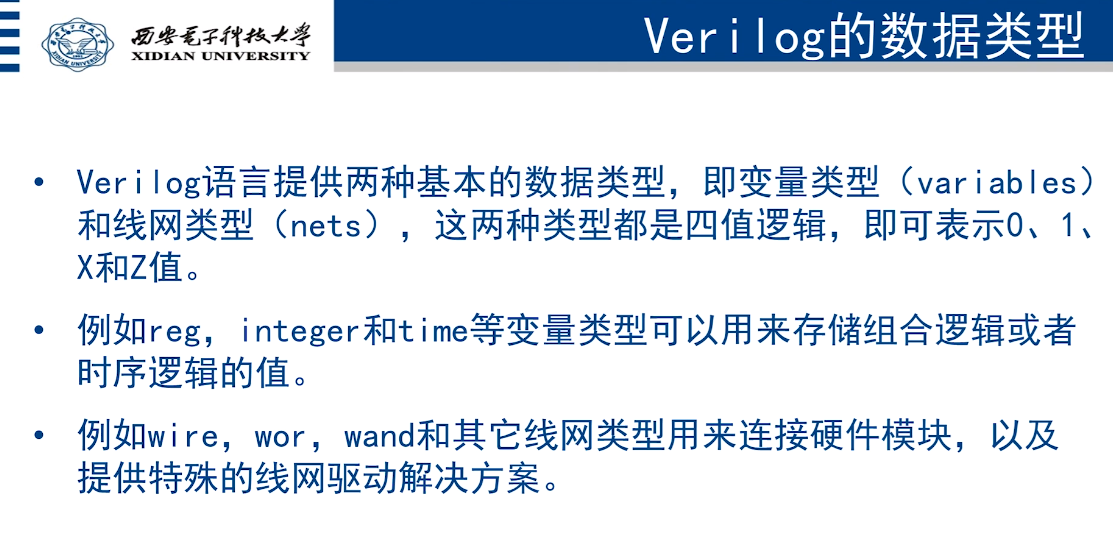 西安电子科技大学
XIDIAN UNIVERSITY
Verilog的数据类型
• Verilog语言提供两种基本的数据类型，即变量类型（variables）
和线网类型（nets），这两种类型都是四值逻辑，即可表示0、1、
X和Z值。
• 例如reg，integer和time等变量类型可以用来存储组合逻辑或者
时序逻辑的值。
• 例如wire，wor，wand和其它线网类型用来连接硬件模块，以及
提供特殊的线网驱动解决方案。